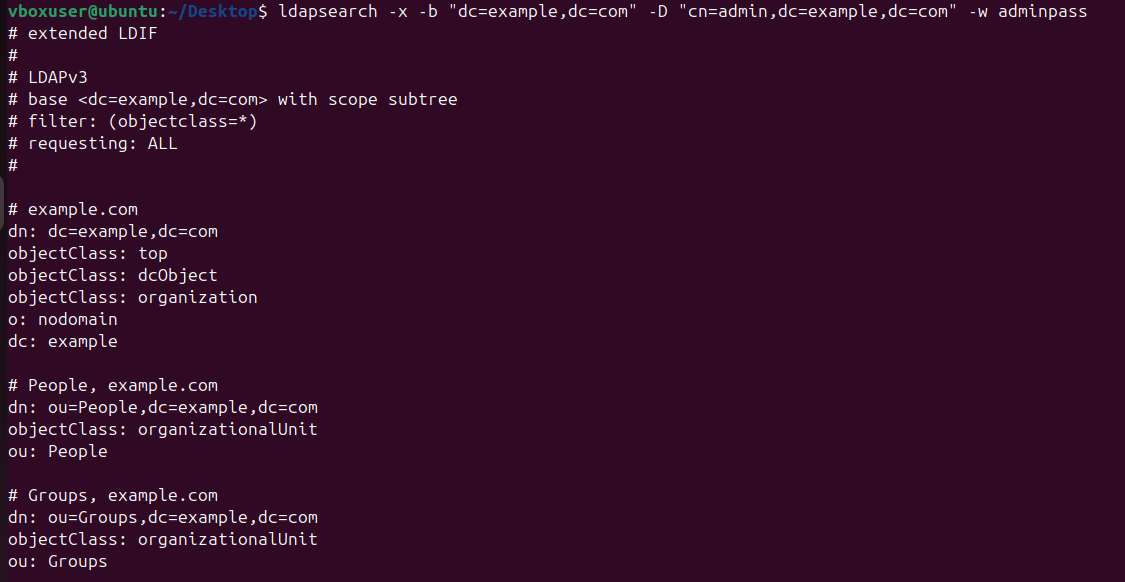 vboxuser@ubuntu:~/Desktop$ ldapsearch -x -b "dc=example,dc=com" -D "cn=admin,dc=example,dc=com" -w adminpass
# extended LDIF
#
# LDAPv3
# base <dc=example,dc=com> with scope subtree
# filter: (objectclass=*)
# requesting: ALL
#

# example.com
dn: dc=example,dc=com
objectClass: top
objectClass: dcObject
objectClass: organization
o: nodomain
dc: example

# People, example.com
dn: ou=People,dc=example,dc=com
objectClass: organizationalUnit
ou: People

# Groups, example.com
dn: ou=Groups,dc=example,dc=com
objectClass: organizationalUnit
ou: Groups